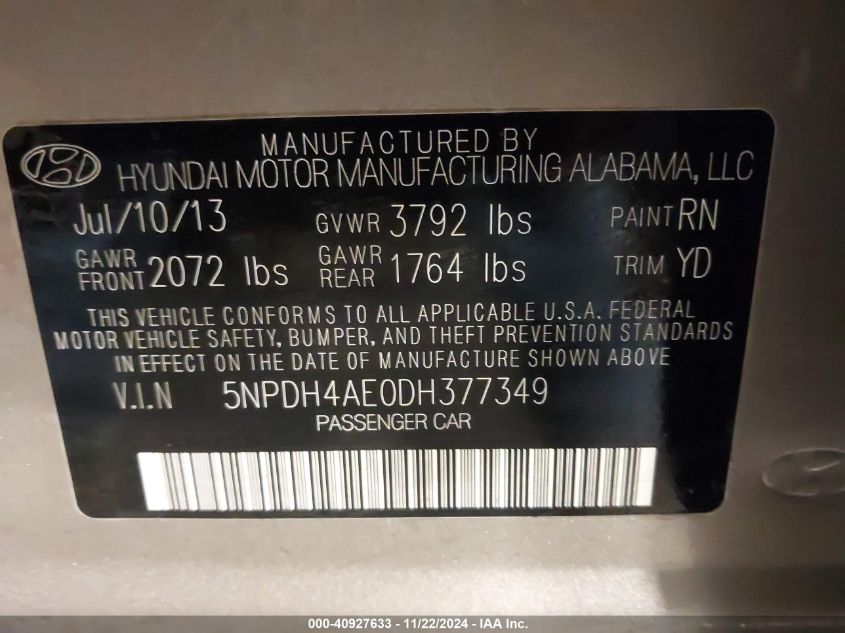 MANUFACTURED BY
HYUNDAI MOTOR MANUFACTURING ALABAMA, LLC
Jul/10/13 GVWR 3792 lbs PAINT RN
GAWR FRONT 2072 lbs GAWR REAR 1764 lbs TRIM YD
THIS VEHICLE CONFORMS TO ALL APPLICABLE U.S.A. FEDERAL
MOTOR VEHICLE SAFETY, BUMPER, AND THEFT PREVENTION STANDARDS
IN EFFECT ON THE DATE OF MANUFACTURE SHOWN ABOVE
V.I.N 5NPDH4AE0DH377349
PASSENGER CAR
000-40927633 - 11/22/2024 - IAA Inc.